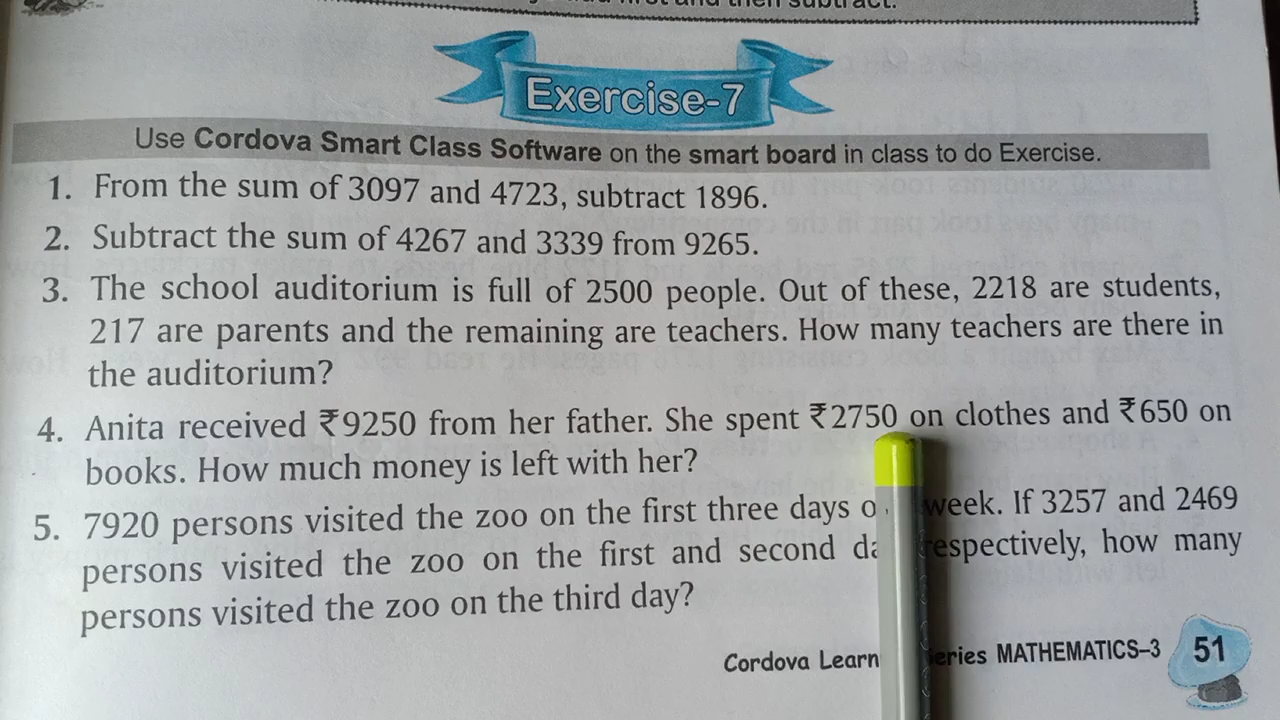 first and then subtract.
Exercise-7
Use Cordova Smart Class Software on the smart board in class to do Exercise.
1. From the sum of 3097 and 4723, subtract 1896.
2. Subtract the sum of 4267 and 3339 from 9265.
3. The school auditorium is full of 2500 people. Out of these, 2218 are students,
217 are parents and the remaining are teachers. How many teachers are there in
the auditorium?
4. Anita received ₹9250 from her father. She spent ₹2750 on clothes and ₹650 on
books. How much money is left with her?
5. 7920 persons visited the zoo on the first three days week. If 3257 and 2469
persons visited the zoo on the first and second respectively, how many
persons visited the zoo on the third day?
Cordova Learn eries MATHEMATICS–3 51